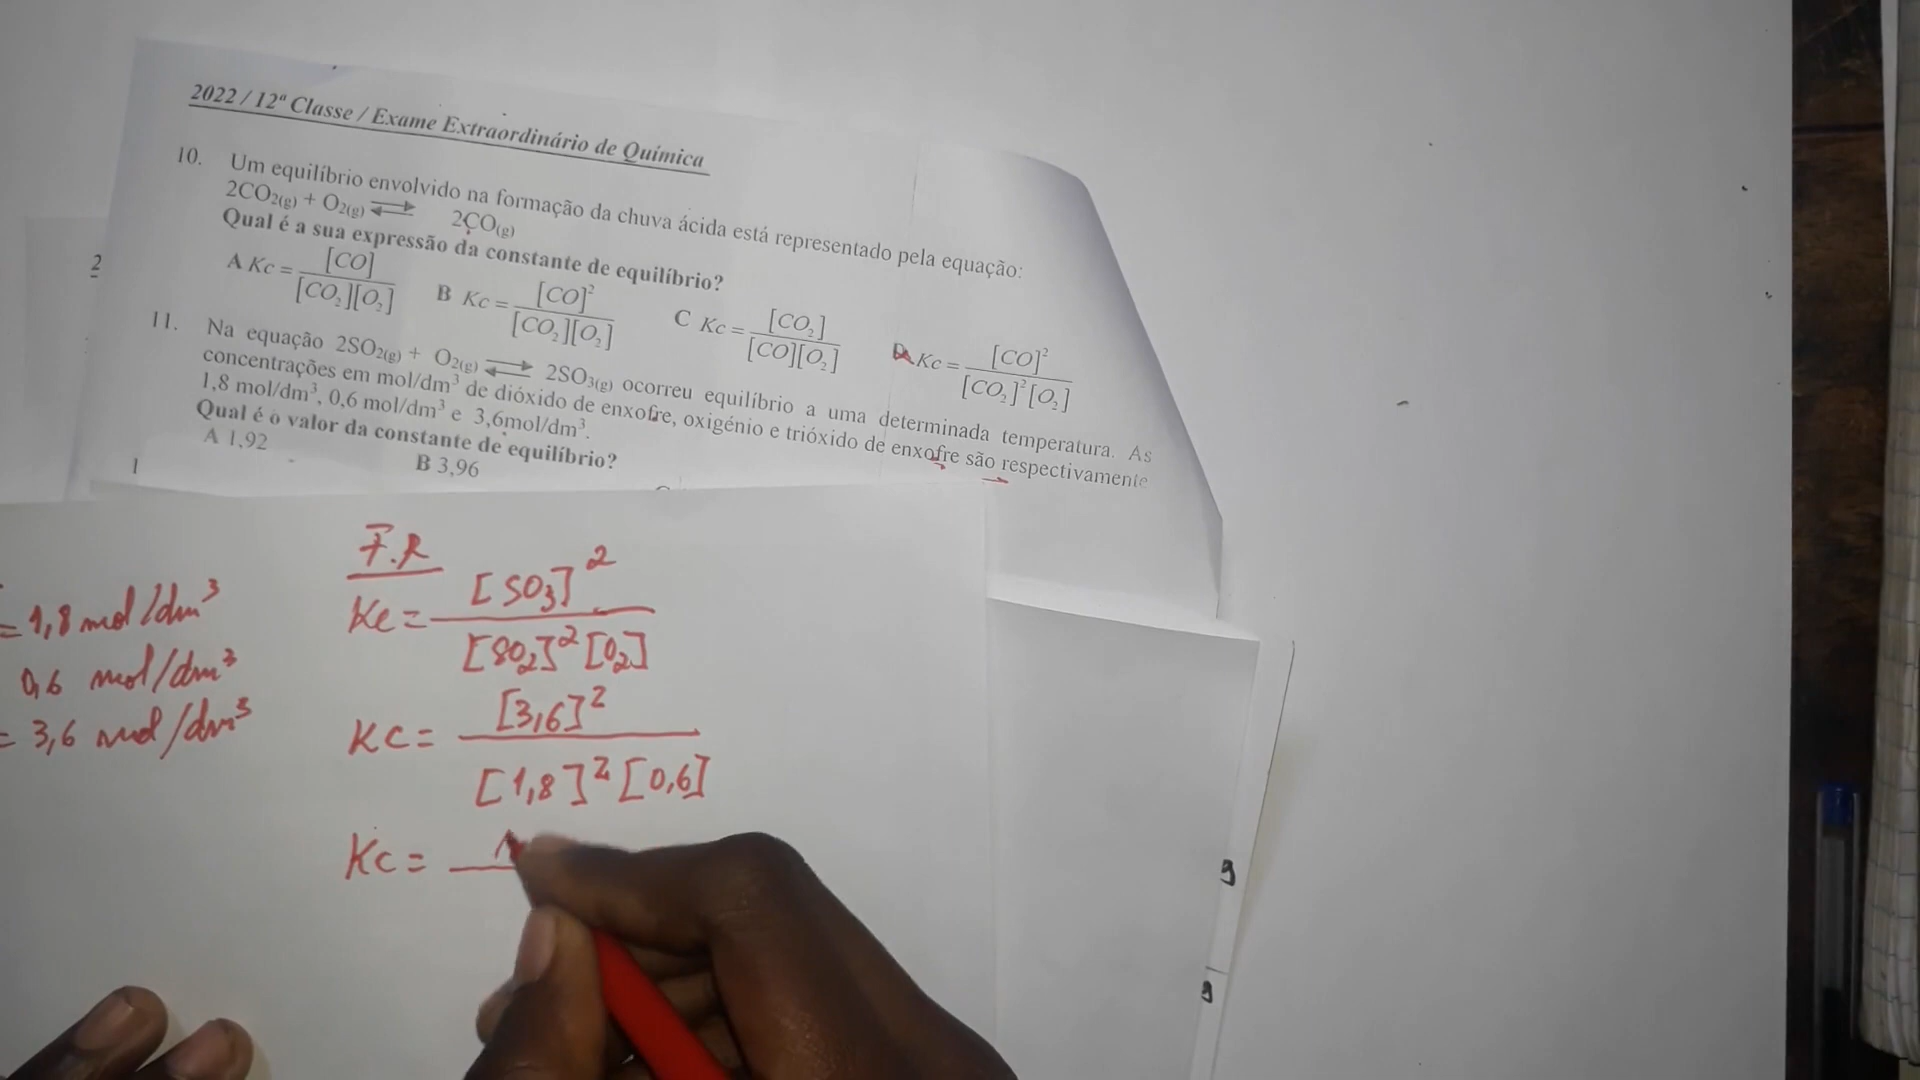 2022 / 12ª Classe / Exame Extraordinário de Química
10. Um equilíbrio envolvido na formação da chuva ácida está representado pela equação:
2CO₂(g) + O₂(g) ⇌ 2CO(g)
Qual é a sua expressão da constante de equilíbrio?
A Kc = [CO] / [CO₂][O₂] B Kc = [CO]² / [CO₂][O₂] C Kc = [CO₂] / [CO][O₂] D Kc = [CO]² / [CO₂]²[O₂]
2
11. Na equação 2SO₂(g) + O₂(g) ⇌ 2SO₃(g) ocorreu equilíbrio a uma determinada temperatura. As
concentrações em mol/dm³ de dióxido de enxofre, oxigénio e trióxido de enxofre são respectivamente
1,8 mol/dm³, 0,6 mol/dm³ e 3,6mol/dm³.
Qual é o valor da constante de equilíbrio?
A 1,92 B 3,96
1
F.R
= 1,8 mol/dm³
0,6 mol/dm³
= 3,6 mol/dm³
Kc = [SO₃]² / [SO₂]² [O₂]
Kc = [3,6]² / [1,8]² [0,6]
Kc =
9
9